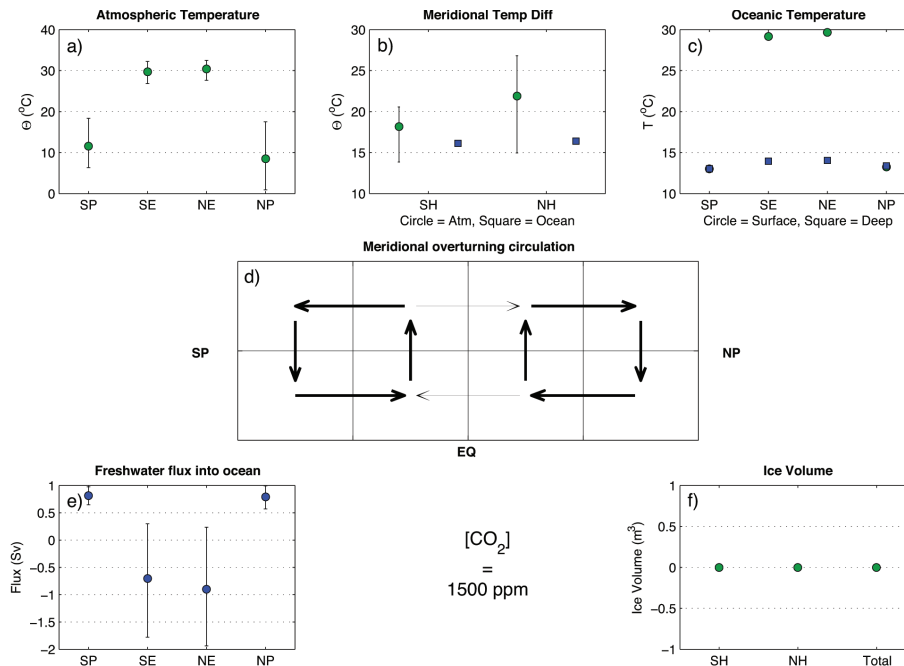 Atmospheric Temperature
a)
40
30
20
10
0
Θ (°C)
SP SE NE NP
Meridional Temp Diff
b)
30
25
20
15
10
Θ (°C)
SH NH
Circle = Atm, Square = Ocean
Oceanic Temperature
c)
30
25
20
15
10
T (°C)
SP SE NE NP
Circle = Surface, Square = Deep
Meridional overturning circulation
d)
SP
NP
EQ
Freshwater flux into ocean
e)
1
0.5
0
−0.5
−1
−1.5
−2
Flux (Sv)
SP SE NE NP
[CO2]
=
1500 ppm
Ice Volume
f)
1
0.5
0
−0.5
−1
Ice Volume (m³)
SH NH Total